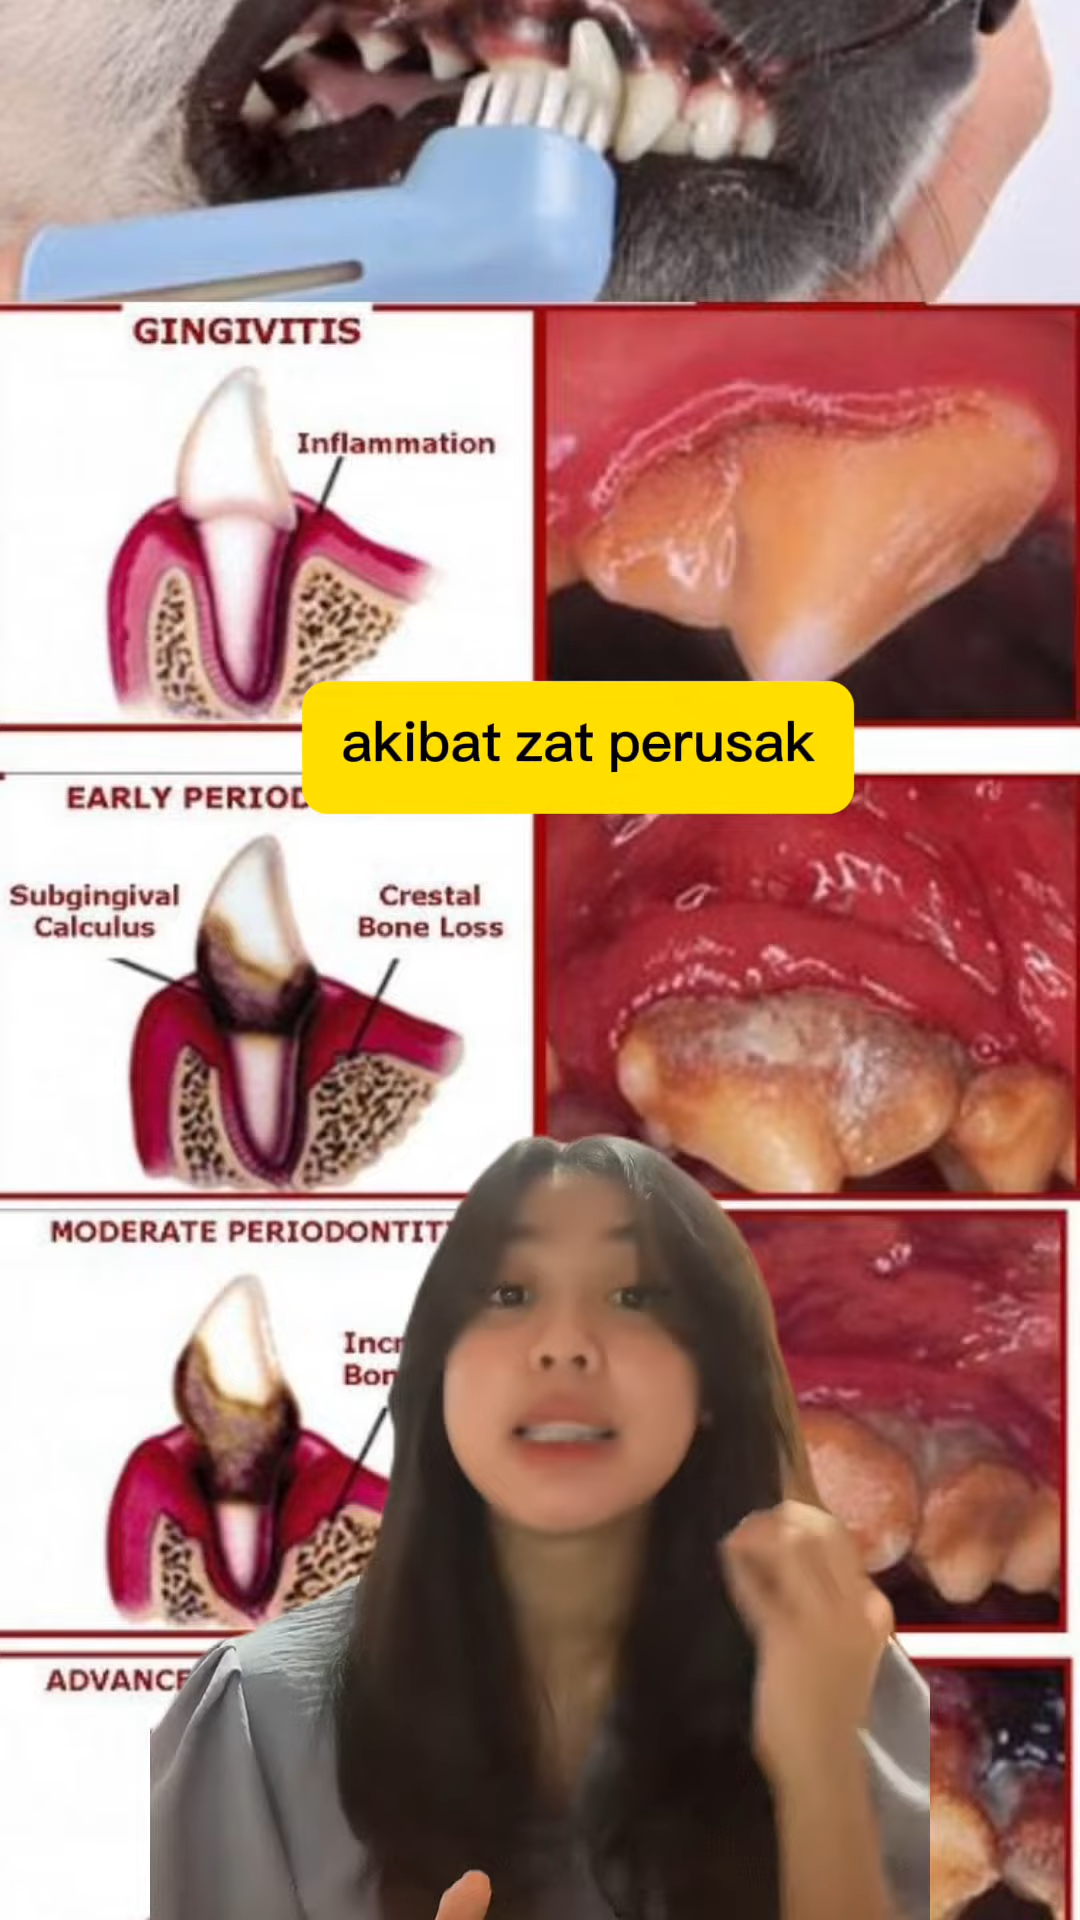 GINGIVITIS
Inflammation
akibat zat perusak
EARLY PERIOD
Subgingival
Calculus
Crestal
Bone Loss
MODERATE PERIODONTIT
Incr
Bon
ADVANCE